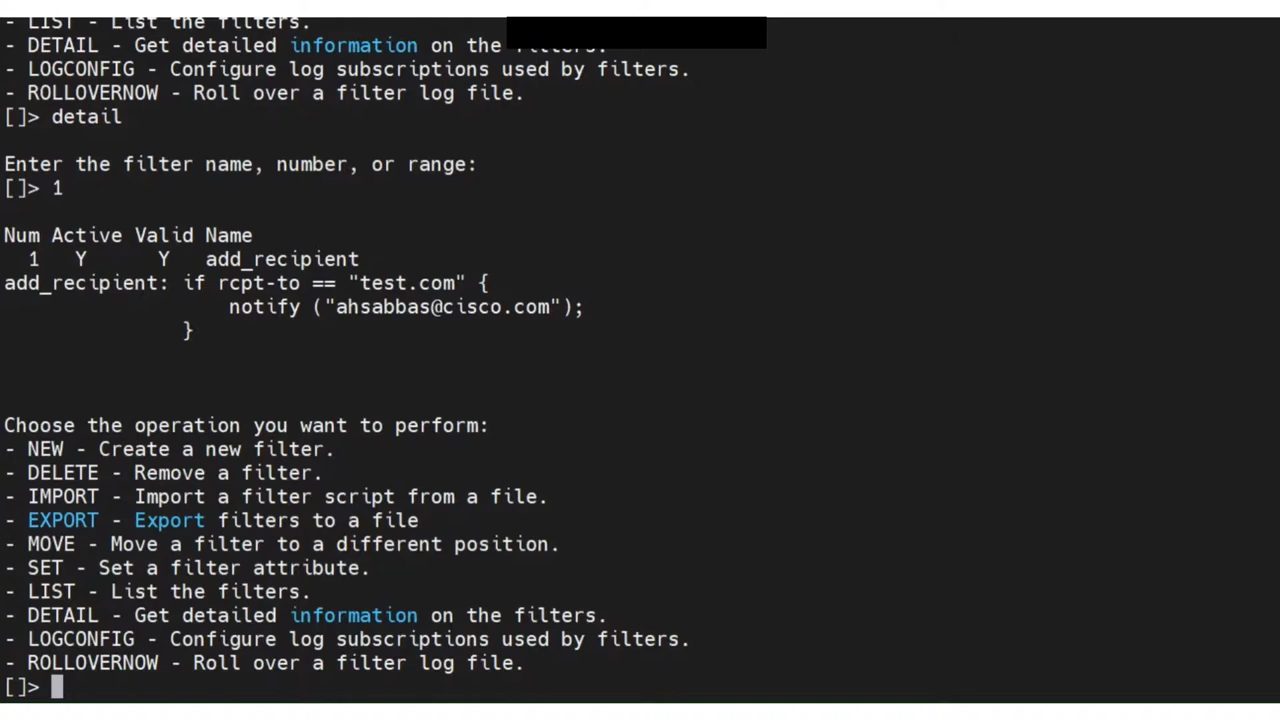 - LIST - List the filters.
- DETAIL - Get detailed information on the filters.
- LOGCONFIG - Configure log subscriptions used by filters.
- ROLLOVERNOW - Roll over a filter log file.
[]> detail
Enter the filter name, number, or range:
[]> 1
Num Active Valid Name
1 Y Y add_recipient
add_recipient: if rcpt-to == "test.com" {
notify ("ahsabbas@cisco.com");
}
Choose the operation you want to perform:
- NEW - Create a new filter.
- DELETE - Remove a filter.
- IMPORT - Import a filter script from a file.
- EXPORT - Export filters to a file
- MOVE - Move a filter to a different position.
- SET - Set a filter attribute.
- LIST - List the filters.
- DETAIL - Get detailed information on the filters.
- LOGCONFIG - Configure log subscriptions used by filters.
- ROLLOVERNOW - Roll over a filter log file.
[]>